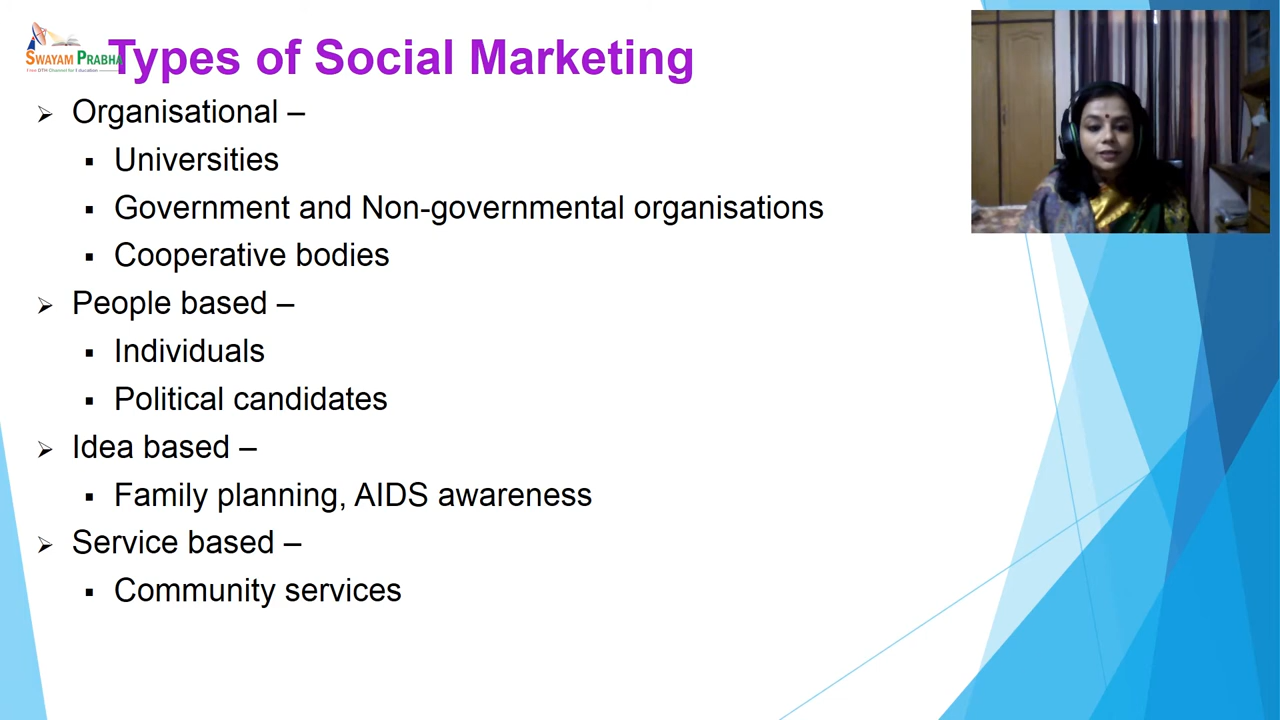 SWAYAM PRABHA
Types of Social Marketing
Organisational –
Universities
Government and Non-governmental organisations
Cooperative bodies
People based –
Individuals
Political candidates
Idea based –
Family planning, AIDS awareness
Service based –
Community services